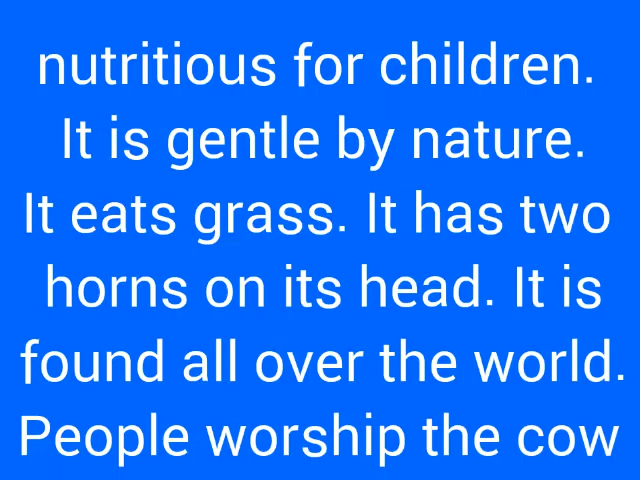 nutritious for children.
It is gentle by nature.
It eats grass. It has two
horns on its head. It is
found all over the world.
People worship the cow